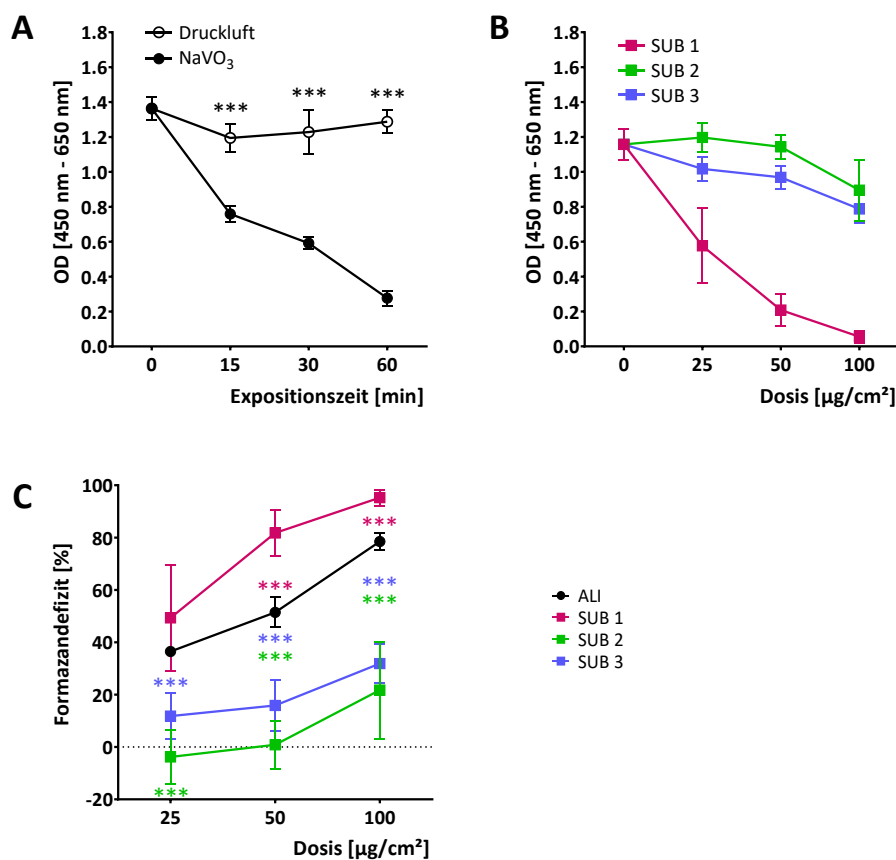 A
Druckluft
NaVO₃
OD [450 nm - 650 nm]
1.8
1.6
1.4
1.2
1.0
0.8
0.6
0.4
0.2
0.0
***
***
***
0
15
30
60
Expositionszeit [min]
B
SUB 1
SUB 2
SUB 3
OD [450 nm - 650 nm]
1.8
1.6
1.4
1.2
1.0
0.8
0.6
0.4
0.2
0.0
0
25
50
100
Dosis [µg/cm²]
C
Formazandefizit [%]
100
80
60
40
20
0
-20
***
***
***
***
***
***
***
***
25
50
100
Dosis [µg/cm²]
ALI
SUB 1
SUB 2
SUB 3